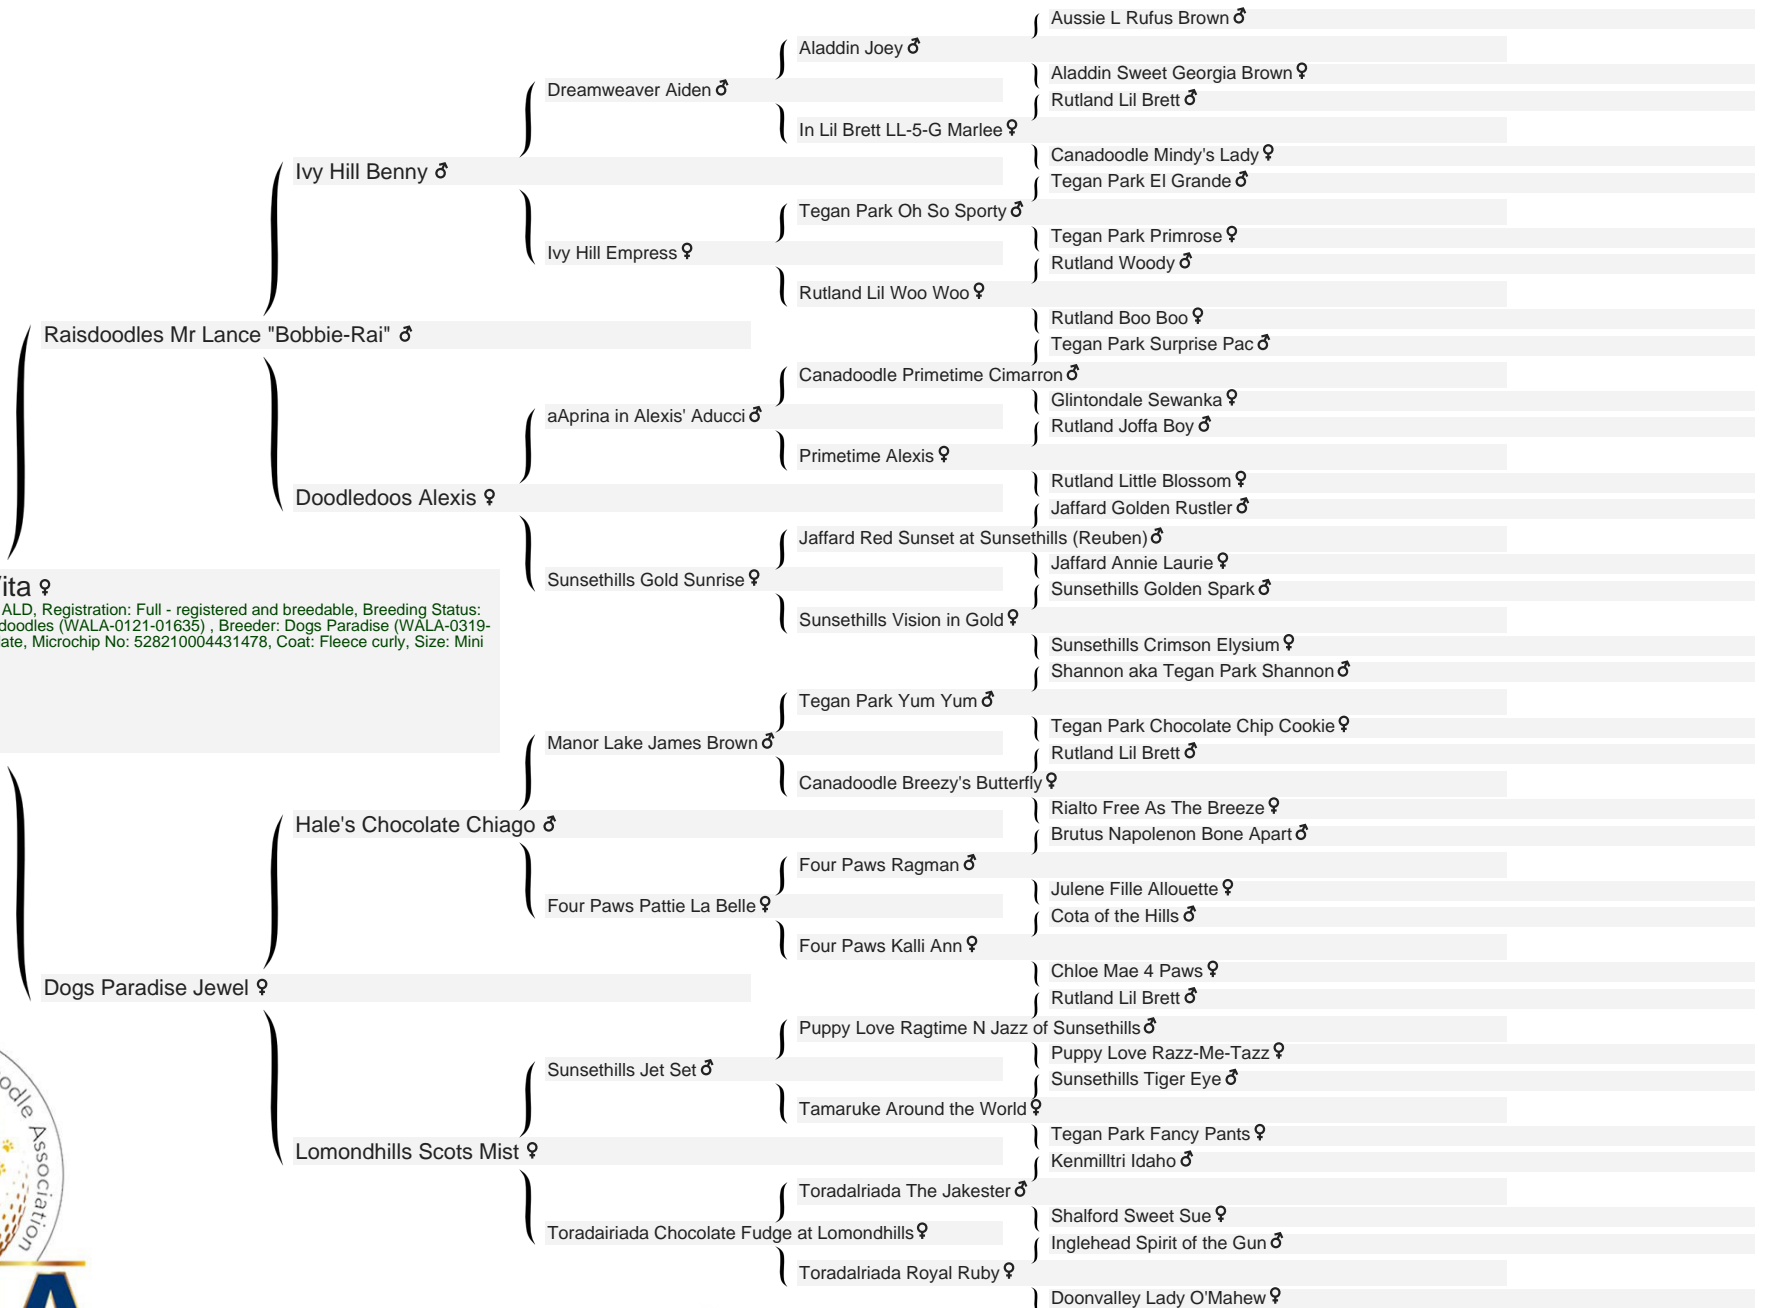 Aussie L Rufus Brown ♂
Aladdin Joey ♂
Aladdin Sweet Georgia Brown ♀
Dreamweaver Aiden ♂
Rutland Lil Brett ♂
In Lil Brett LL-5-G Marlee ♀
Canadoodle Mindy's Lady ♀
Ivy Hill Benny ♂
Tegan Park El Grande ♂
Tegan Park Oh So Sporty ♂
Tegan Park Primrose ♀
Ivy Hill Empress ♀
Rutland Woody ♂
Rutland Lil Woo Woo ♀
Rutland Boo Boo ♀
Raisdoodles Mr Lance "Bobbie-Rai" ♂
Tegan Park Surprise Pac ♂
Canadoodle Primetime Cimarron ♂
Glintondale Sewanka ♀
aAprina in Alexis' Aducci ♂
Rutland Joffa Boy ♂
Primetime Alexis ♀
Rutland Little Blossom ♀
Doodledoos Alexis ♀
Jaffard Golden Rustler ♂
Jaffard Red Sunset at Sunsethills (Reuben) ♂
Jaffard Annie Laurie ♀
Sunsethills Gold Sunrise ♀
Sunsethills Golden Spark ♂
Sunsethills Vision in Gold ♀
Sunsethills Crimson Elysium ♀
ita ♀
ALD, Registration: Full - registered and breedable, Breeding Status:
doodles (WALA-0121-01635) , Breeder: Dogs Paradise (WALA-0319-
ate, Microchip No: 528210004431478, Coat: Fleece curly, Size: Mini
Shannon aka Tegan Park Shannon ♂
Tegan Park Yum Yum ♂
Tegan Park Chocolate Chip Cookie ♀
Manor Lake James Brown ♂
Rutland Lil Brett ♂
Canadoodle Breezy's Butterfly ♀
Rialto Free As The Breeze ♀
Hale's Chocolate Chiago ♂
Brutus Napolenon Bone Apart ♂
Four Paws Ragman ♂
Julene Fille Allouette ♀
Four Paws Pattie La Belle ♀
Cota of the Hills ♂
Four Paws Kalli Ann ♀
Chloe Mae 4 Paws ♀
Dogs Paradise Jewel ♀
Rutland Lil Brett ♂
Puppy Love Ragtime N Jazz of Sunsethills ♂
Puppy Love Razz-Me-Tazz ♀
Sunsethills Jet Set ♂
Sunsethills Tiger Eye ♂
Tamaruke Around the World ♀
Tegan Park Fancy Pants ♀
Lomondhills Scots Mist ♀
Kenmilltri Idaho ♂
Toradalriada The Jakester ♂
Shalford Sweet Sue ♀
Toradairiada Chocolate Fudge at Lomondhills ♀
Inglehead Spirit of the Gun ♂
Toradalriada Royal Ruby ♀
Doonvalley Lady O'Mahew ♀
odle Association
A